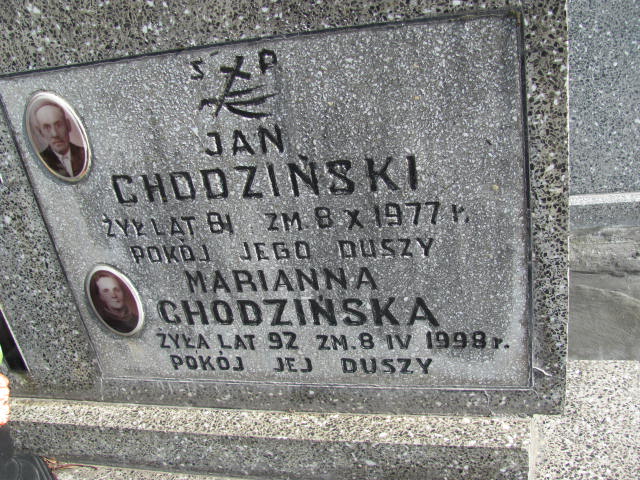 S P
JAN
CHODZIŃSKI
ŻYŁ LAT 81 ZM. 8 X 1977 r.
POKÓJ JEGO DUSZY
MARIANNA
CHODZIŃSKA
ŻYŁA LAT 92 ZM. 8 IV 1998 r.
POKÓJ JEJ DUSZY